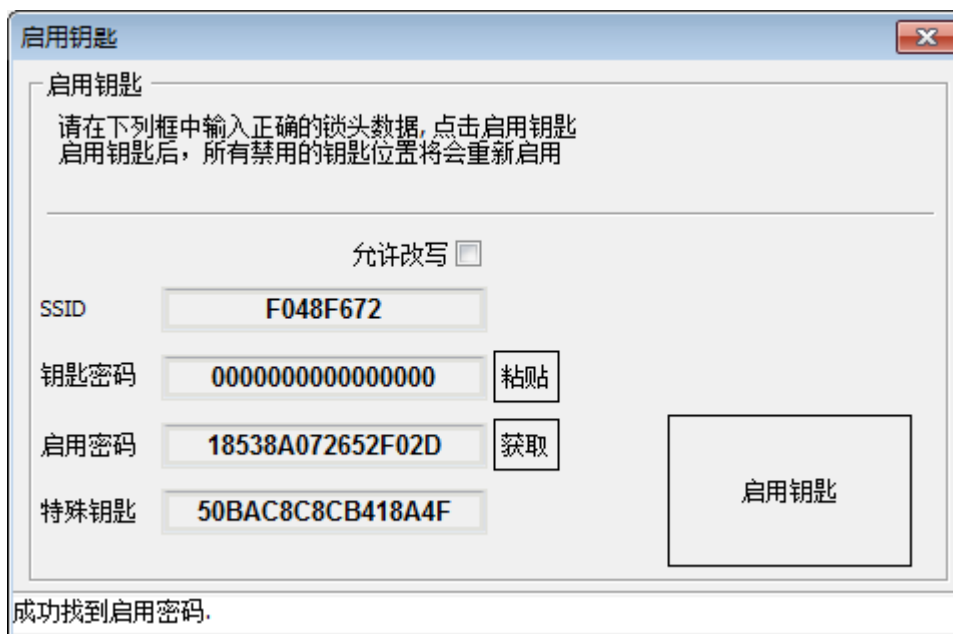 启用钥匙
启用钥匙
请在下列框中输入正确的锁头数据, 点击启用钥匙
启用钥匙后，所有禁用的钥匙位置将会重新启用
允许改写
SSID F048F672
钥匙密码 0000000000000000 粘贴
启用密码 18538A072652F02D 获取
特殊钥匙 50BAC8C8CB418A4F
启用钥匙
成功找到启用密码.